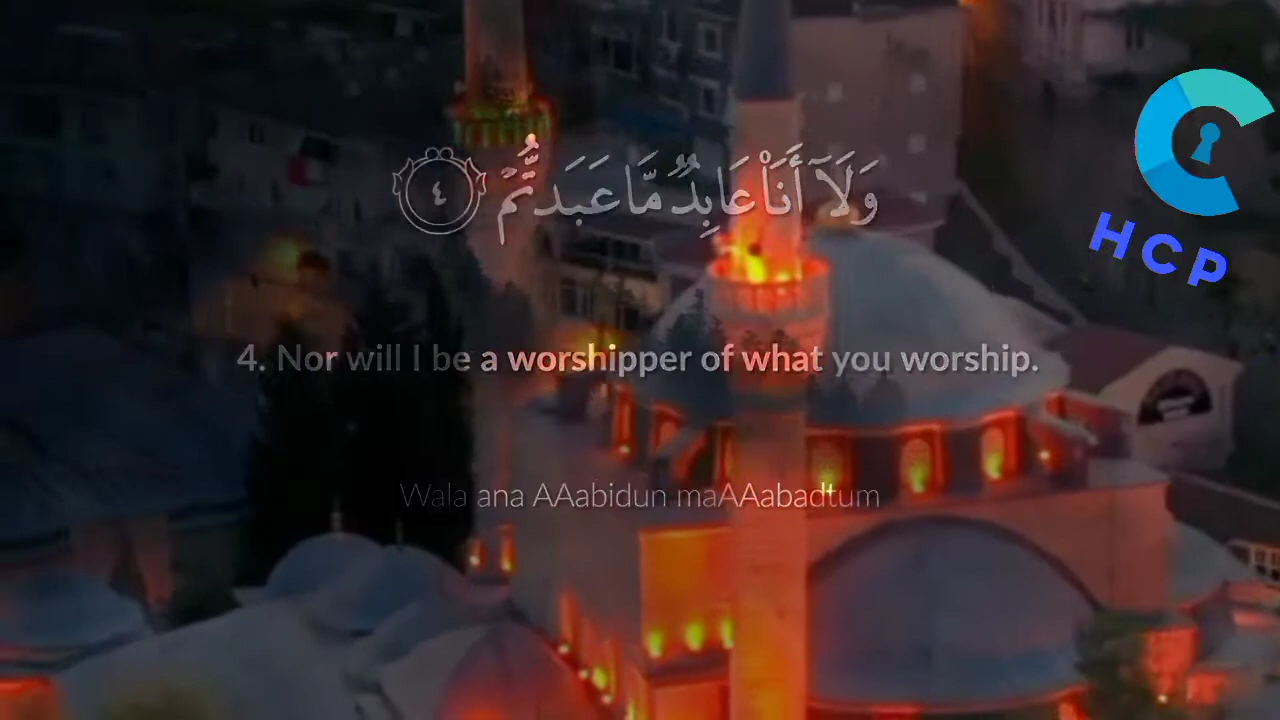 وَلَآ أَنَا۠ عَابِدٌۭ مَّا عَبَدتُّمْ ٤
HCP
4. Nor will I be a worshipper of what you worship.
Wala ana AAabidun maAAabadtum